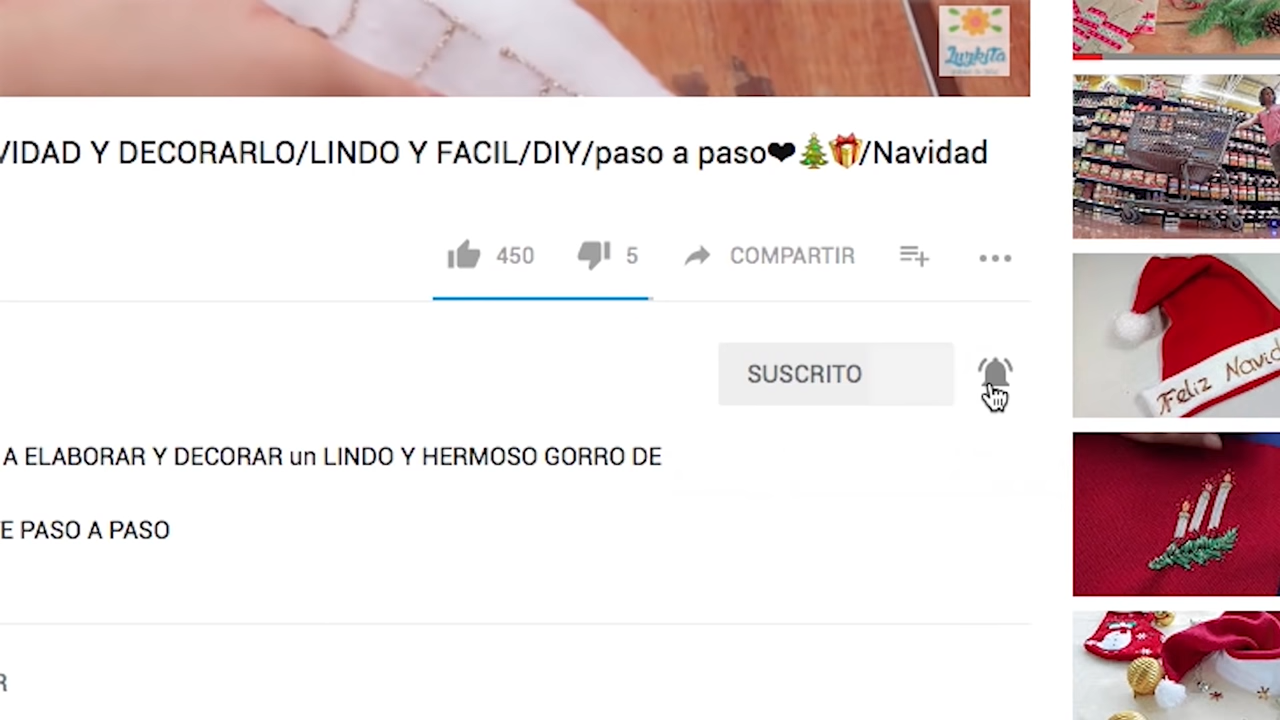 Lunkita
VIDAD Y DECORARLO/LINDO Y FACIL/DIY/paso a paso❤🎄🎁/Navidad
450 5 COMPARTIR
SUSCRITO
A ELABORAR Y DECORAR un LINDO Y HERMOSO GORRO DE
E PASO A PASO
R
Feliz Navid